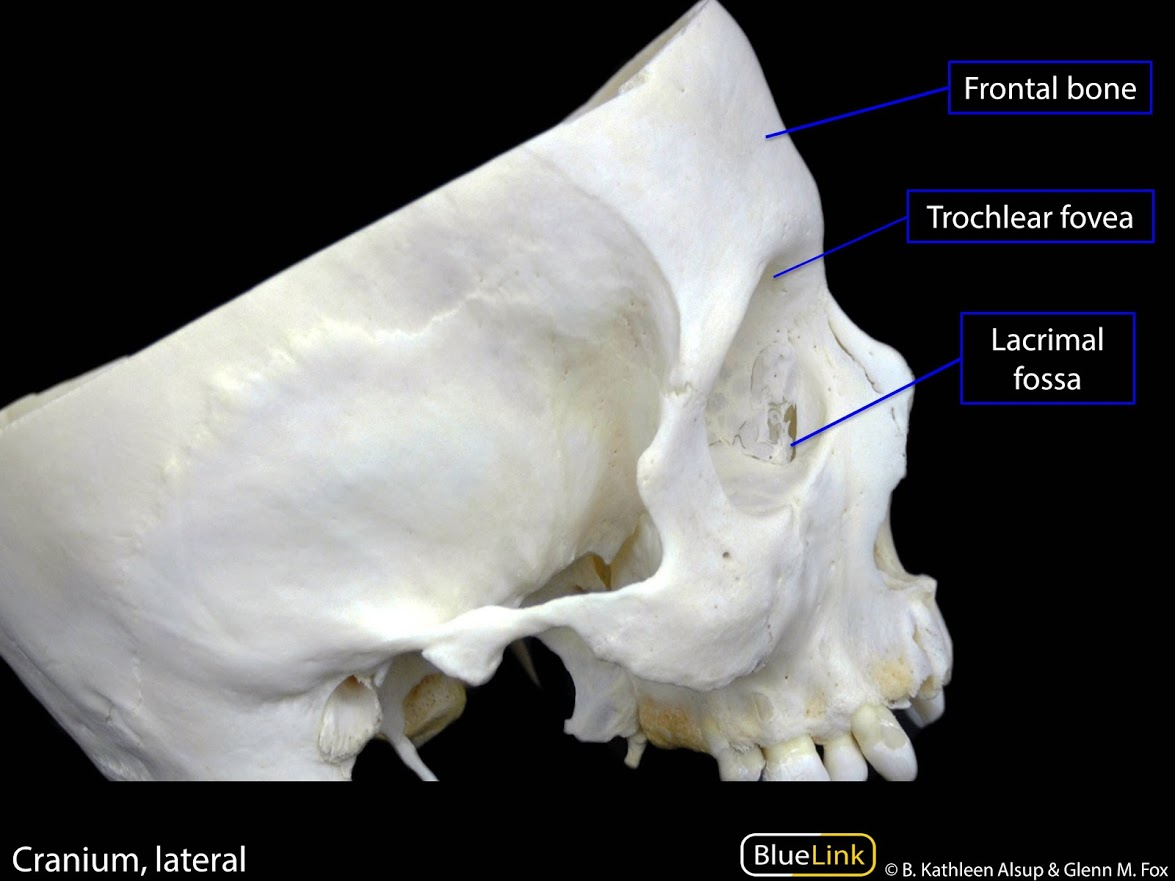 Frontal bone
Trochlear fovea
Lacrimal
fossa
Cranium, lateral
BlueLink
© B. Kathleen Alsup & Glenn M. Fox